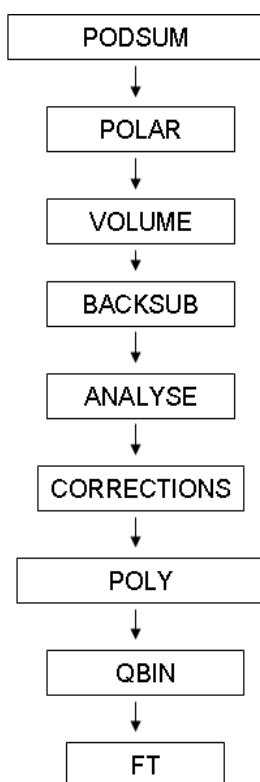 PODSUM
POLAR
VOLUME
BACKSUB
ANALYSE
CORRECTIONS
POLY
QBIN
FT